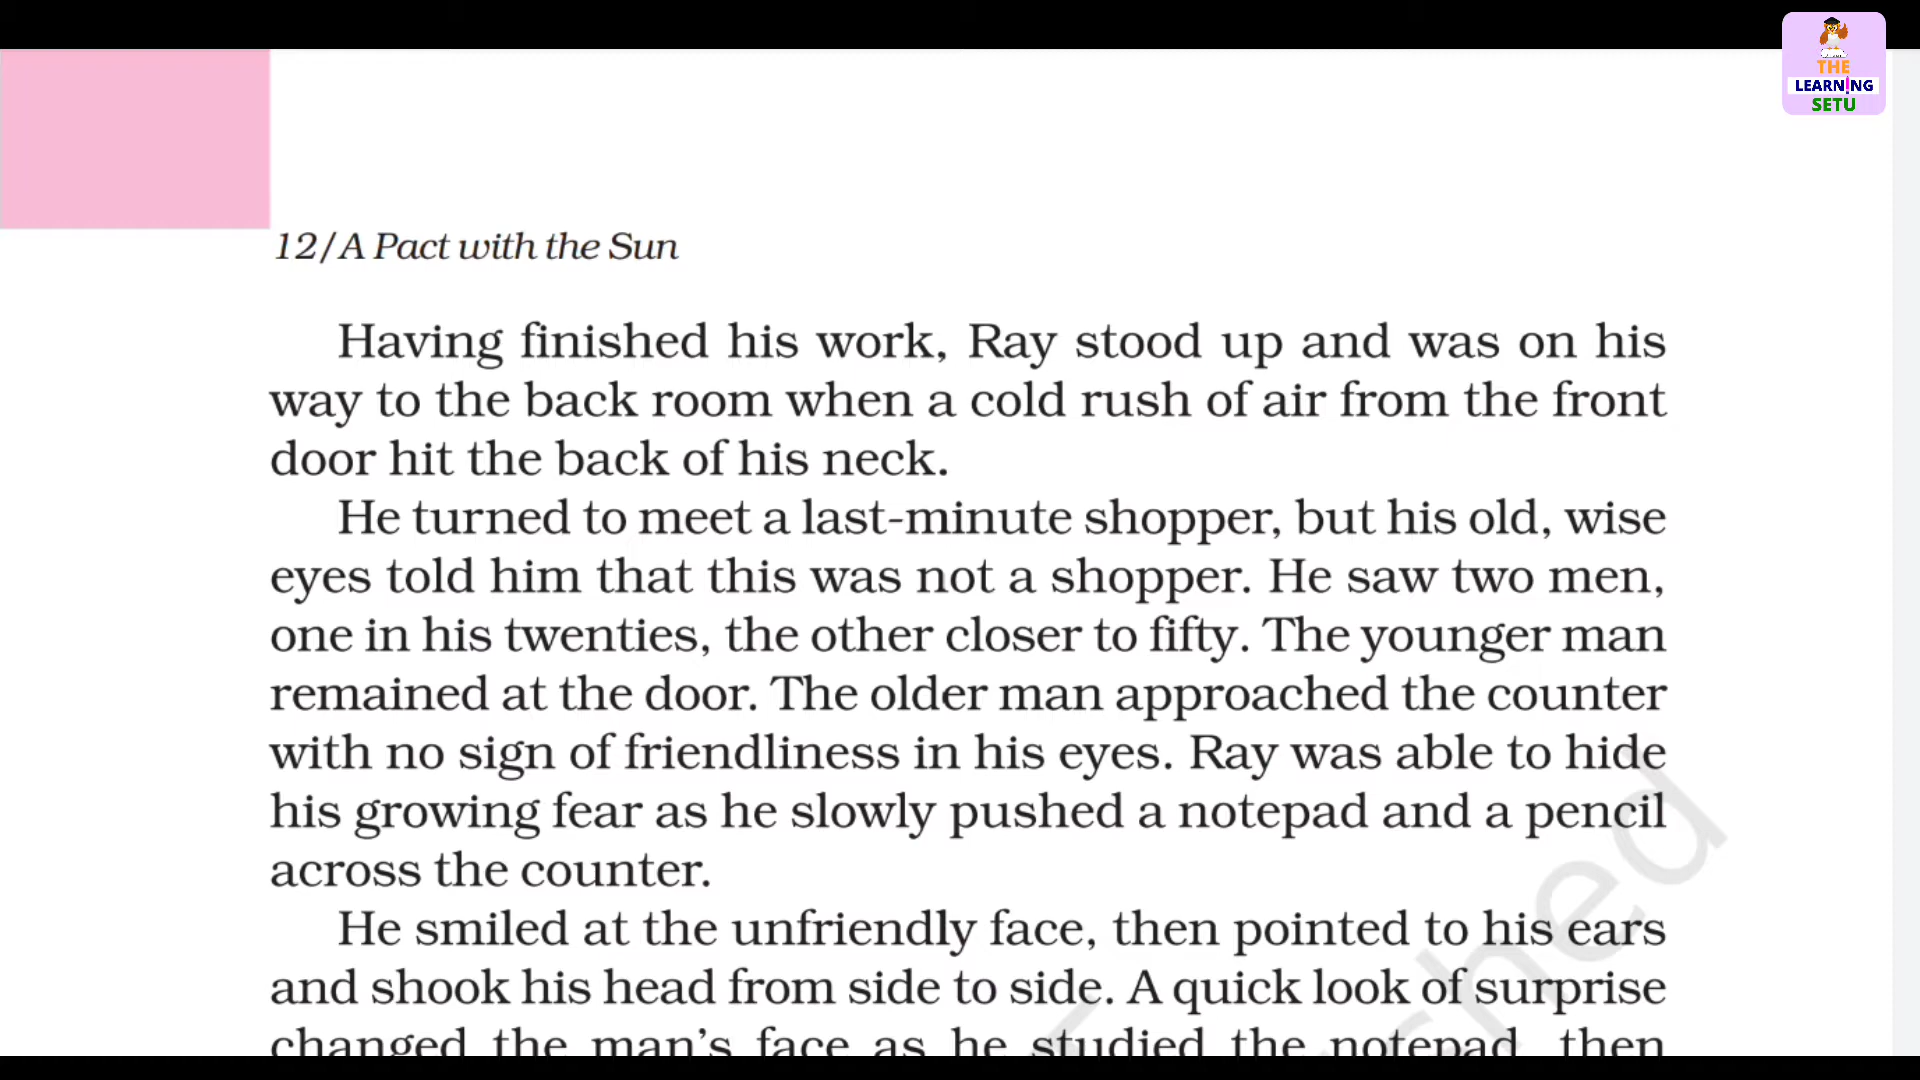 THE
LEARNING
SETU
12/A Pact with the Sun
Having finished his work, Ray stood up and was on his
way to the back room when a cold rush of air from the front
door hit the back of his neck.
He turned to meet a last-minute shopper, but his old, wise
eyes told him that this was not a shopper. He saw two men,
one in his twenties, the other closer to fifty. The younger man
remained at the door. The older man approached the counter
with no sign of friendliness in his eyes. Ray was able to hide
his growing fear as he slowly pushed a notepad and a pencil
across the counter.
He smiled at the unfriendly face, then pointed to his ears
and shook his head from side to side. A quick look of surprise
changed the man's face as he studied the notepad, then